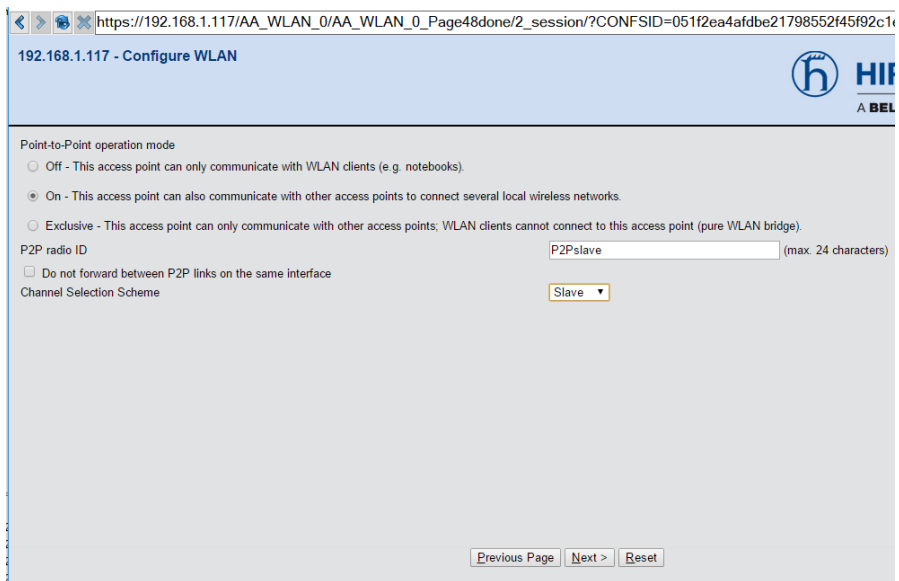 https://192.168.1.117/AA_WLAN_0/AA_WLAN_0_Page48done/2_session/?CONFSID=051f2ea4afdbe21798552f45f92c1e
192.168.1.117 - Configure WLAN
HIR
A BEL
Point-to-Point operation mode
Off - This access point can only communicate with WLAN clients (e.g. notebooks).
On - This access point can also communicate with other access points to connect several local wireless networks.
Exclusive - This access point can only communicate with other access points; WLAN clients cannot connect to this access point (pure WLAN bridge).
P2P radio ID P2Pslave (max. 24 characters)
Do not forward between P2P links on the same interface
Channel Selection Scheme Slave
Previous Page Next > Reset